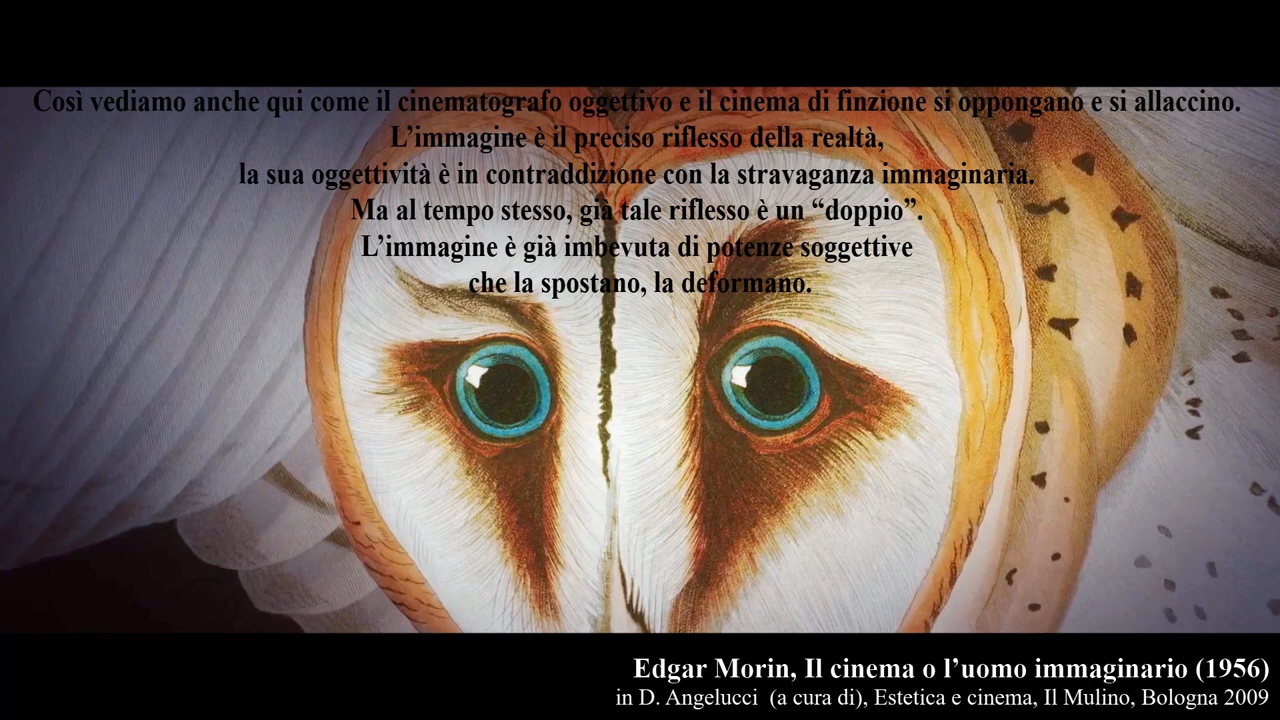 Così vediamo anche qui come il cinematografo oggettivo e il cinema di finzione si oppongano e si allaccino.
L’immagine è il preciso riflesso della realtà,
la sua oggettività è in contraddizione con la stravaganza immaginaria.
Ma al tempo stesso, già tale riflesso è un “doppio”.
L’immagine è già imbevuta di potenze soggettive
che la spostano, la deformano.
Edgar Morin, Il cinema o l’uomo immaginario (1956)
in D. Angelucci  (a cura di), Estetica e cinema, Il Mulino, Bologna 2009